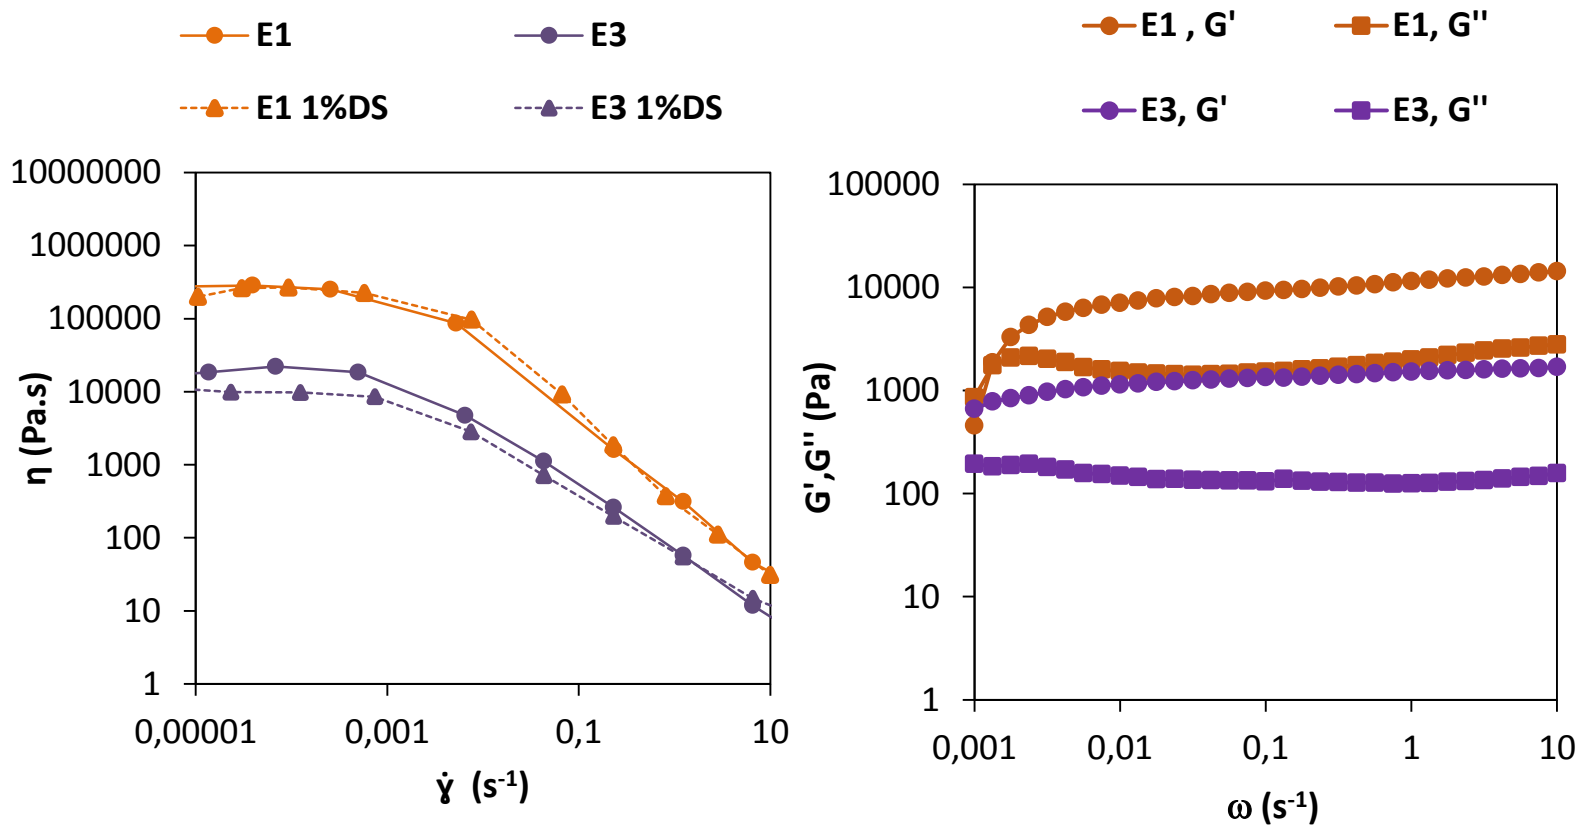 E1
E3
E1 1%DS
E3 1%DS
10000000
1000000
100000
10000
1000
100
10
1
0,00001
0,001
0,1
10
η (Pa.s)
γ̇ (s-1)
E1 , G'
E1, G''
E3, G'
E3, G''
100000
10000
1000
100
10
1
0,001
0,01
0,1
1
10
G',G'' (Pa)
ω (s-1)